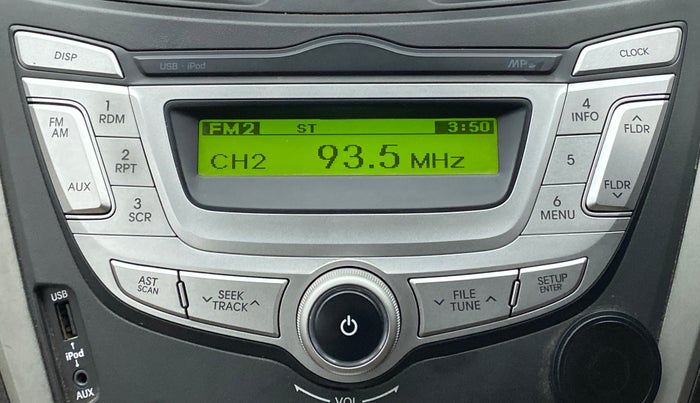 DISP
USB · iPod
MP
CLOCK
FM
AM
AUX
1
RDM
2
RPT
3
SCR
FM2 ST 3:50
CH2 93.5 MHz
4
INFO
5
6
MENU
FLDR
FLDR
AST
SCAN
SEEK
TRACK
FILE
TUNE
SETUP
ENTER
USB
iPod
AUX
VOL